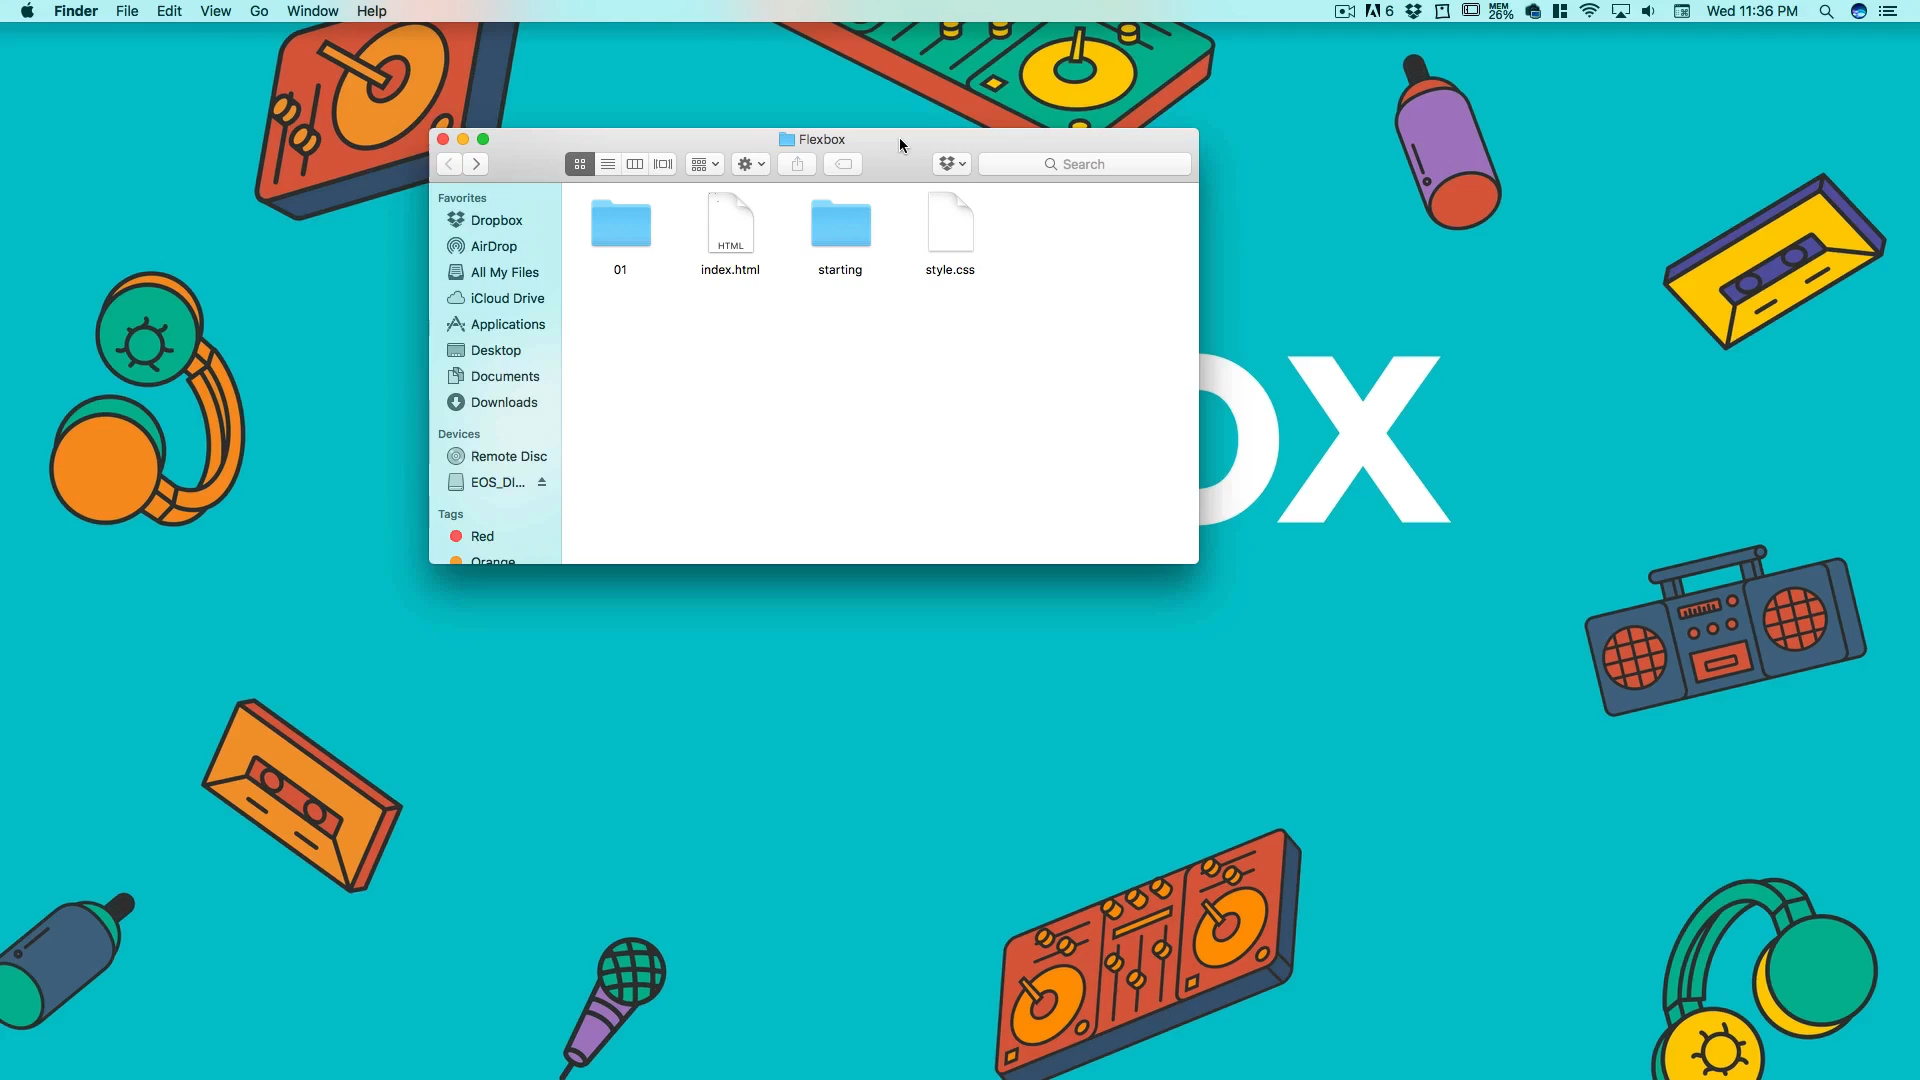 Finder File Edit View Go Window Help
6 MEM 26% Wed 11:36 PM
Flexbox
Search
Favorites
Dropbox
AirDrop
All My Files
iCloud Drive
Applications
Desktop
Documents
Downloads
Devices
Remote Disc
EOS_DI...
Tags
Red
Orange
HTML
01 index.html starting style.css
OX